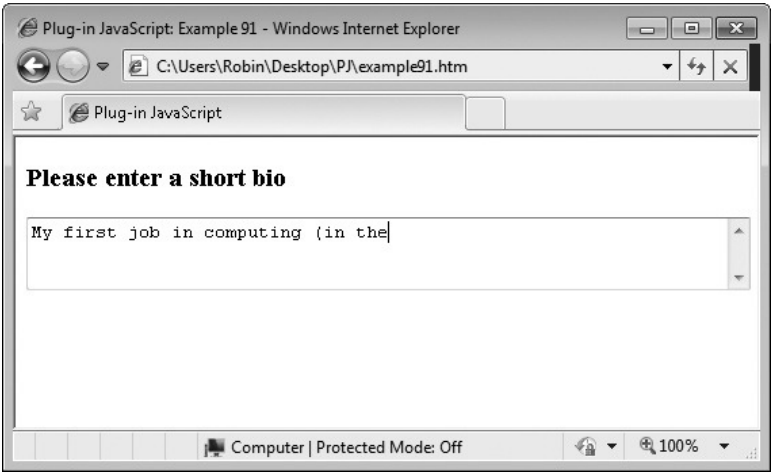 Plug-in JavaScript: Example 91 - Windows Internet Explorer
C:\Users\Robin\Desktop\PJ\example91.htm
Plug-in JavaScript
Please enter a short bio
My first job in computing (in the
Computer | Protected Mode: Off
100%